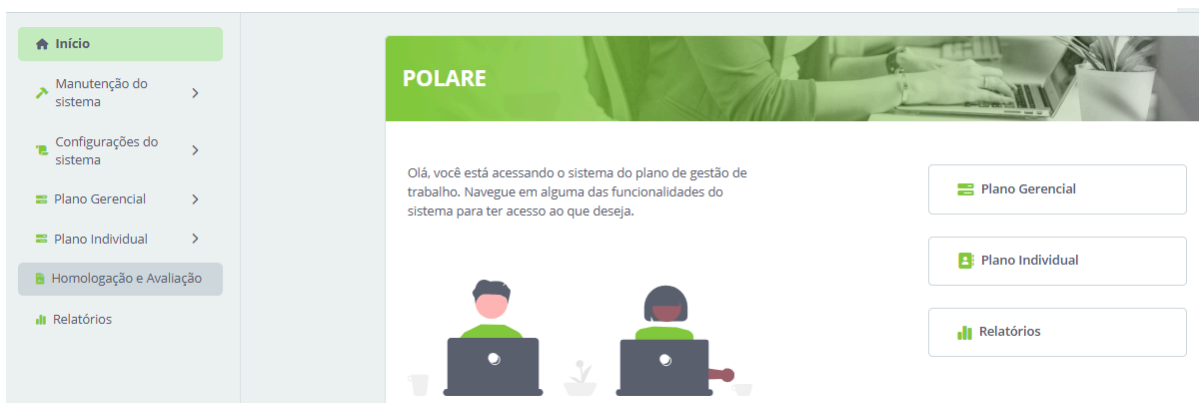 Início
Manutenção do
sistema
Configurações do
sistema
Plano Gerencial
Plano Individual
Homologação e Avaliação
Relatórios
POLARE
Olá, você está acessando o sistema do plano de gestão de
trabalho. Navegue em alguma das funcionalidades do
sistema para ter acesso ao que deseja.
Plano Gerencial
Plano Individual
Relatórios